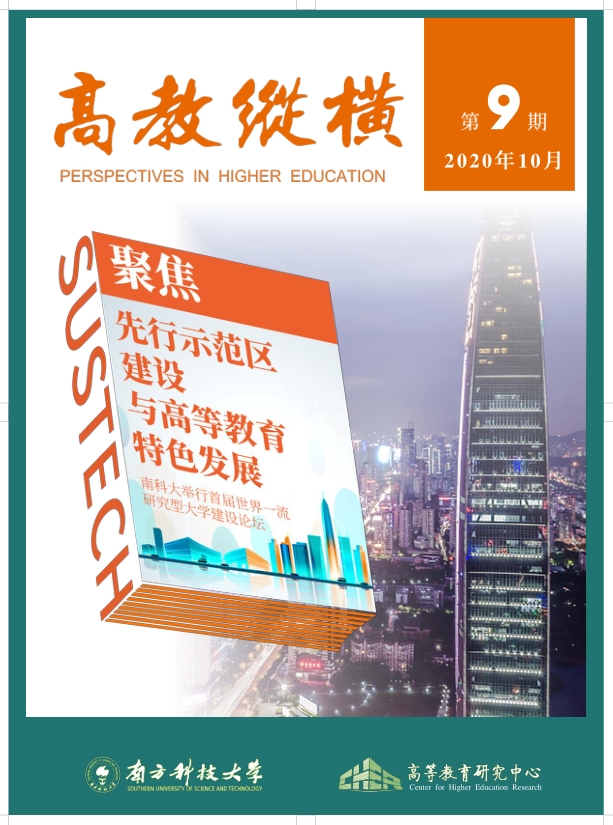 高教縱橫
PERSPECTIVES IN HIGHER EDUCATION
第9期
2020年10月
SUSTECH
聚焦
先行示范区
建设
与高等教育
特色发展
南科大举行首届世界一流
研究型大学建设论坛
南方科技大学
SOUTHERN UNIVERSITY OF SCIENCE AND TECHNOLOGY
高等教育研究中心
Center for Higher Education Research